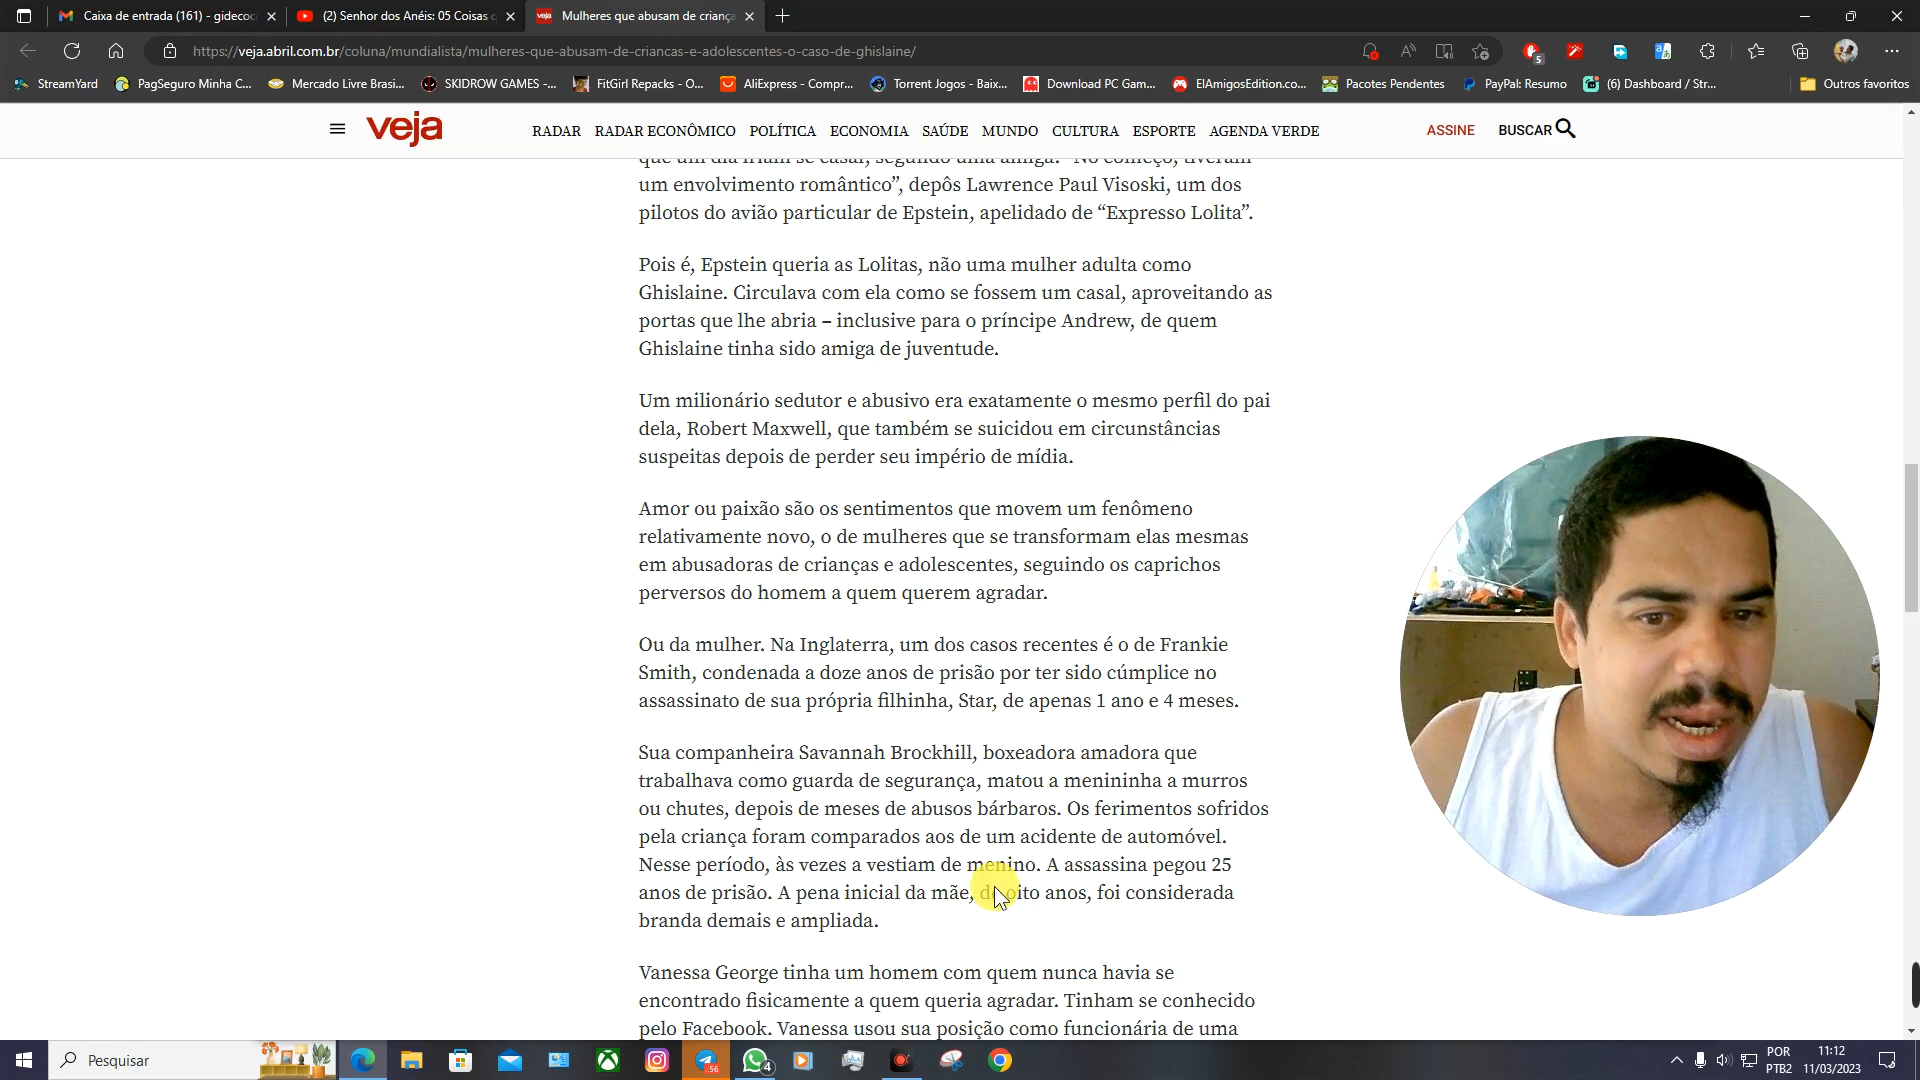 Caixa de entrada (161) - gidecoc
(2) Senhor dos Anéis: 05 Coisas
Mulheres que abusam de criança
https://veja.abril.com.br/coluna/mundialista/mulheres-que-abusam-de-criancas-e-adolescentes-o-caso-de-ghislaine/
StreamYard
PagSeguro Minha C...
Mercado Livre Brasi...
SKIDROW GAMES -...
FitGirl Repacks - O...
AliExpress - Compr...
Torrent Jogos - Baix...
Download PC Gam...
ElAmigosEdition.co...
Pacotes Pendentes
PayPal: Resumo
(6) Dashboard / Str...
Outros favoritos
veja
RADAR RADAR ECONÔMICO POLÍTICA ECONOMIA SAÚDE MUNDO CULTURA ESPORTE AGENDA VERDE
ASSINE
BUSCAR
que um dia iriam se casar, segundo uma amiga. “No começo, tiveram
um envolvimento romântico”, depôs Lawrence Paul Visoski, um dos
pilotos do avião particular de Epstein, apelidado de “Expresso Lolita”.
Pois é, Epstein queria as Lolitas, não uma mulher adulta como
Ghislaine. Circulava com ela como se fossem um casal, aproveitando as
portas que lhe abria – inclusive para o príncipe Andrew, de quem
Ghislaine tinha sido amiga de juventude.
Um milionário sedutor e abusivo era exatamente o mesmo perfil do pai
dela, Robert Maxwell, que também se suicidou em circunstâncias
suspeitas depois de perder seu império de mídia.
Amor ou paixão são os sentimentos que movem um fenômeno
relativamente novo, o de mulheres que se transformam elas mesmas
em abusadoras de crianças e adolescentes, seguindo os caprichos
perversos do homem a quem querem agradar.
Ou da mulher. Na Inglaterra, um dos casos recentes é o de Frankie
Smith, condenada a doze anos de prisão por ter sido cúmplice no
assassinato de sua própria filhinha, Star, de apenas 1 ano e 4 meses.
Sua companheira Savannah Brockhill, boxeadora amadora que
trabalhava como guarda de segurança, matou a menininha a murros
ou chutes, depois de meses de abusos bárbaros. Os ferimentos sofridos
pela criança foram comparados aos de um acidente de automóvel.
Nesse período, às vezes a vestiam de menino. A assassina pegou 25
anos de prisão. A pena inicial da mãe, de oito anos, foi considerada
branda demais e ampliada.
Vanessa George tinha um homem com quem nunca havia se
encontrado fisicamente a quem queria agradar. Tinham se conhecido
pelo Facebook. Vanessa usou sua posição como funcionária de uma
Pesquisar
56
4
POR
PTB2
11:12
11/03/2023